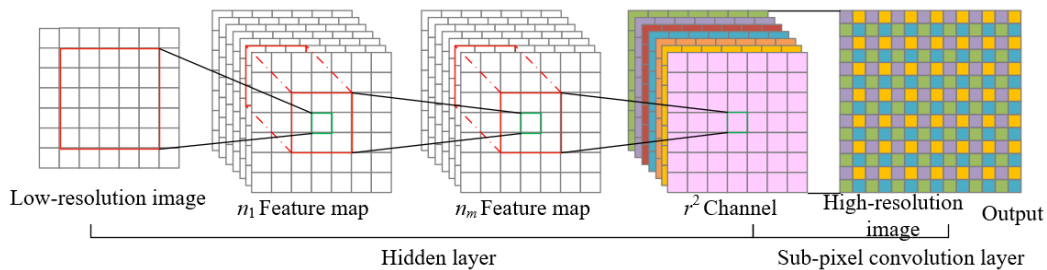 Low-resolution image
n₁ Feature map
nₘ Feature map
r² Channel
High-resolution
image
Output
Hidden layer
Sub-pixel convolution layer